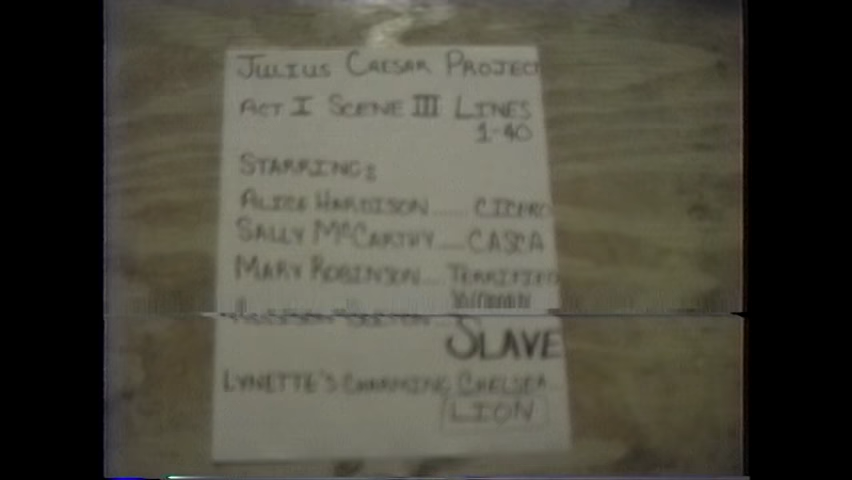 JULIUS CAESAR PROJECT
ACT I SCENE III LINES
1-40
STARRING:
ALICE HARDISON...... CICERO
SALLY McCARTHY.....CASCA
MARY ROBINSON....TERRIFIED
WOMAN
SLAVE
LYNETTE'S CHARMING CHELSEA...
LION